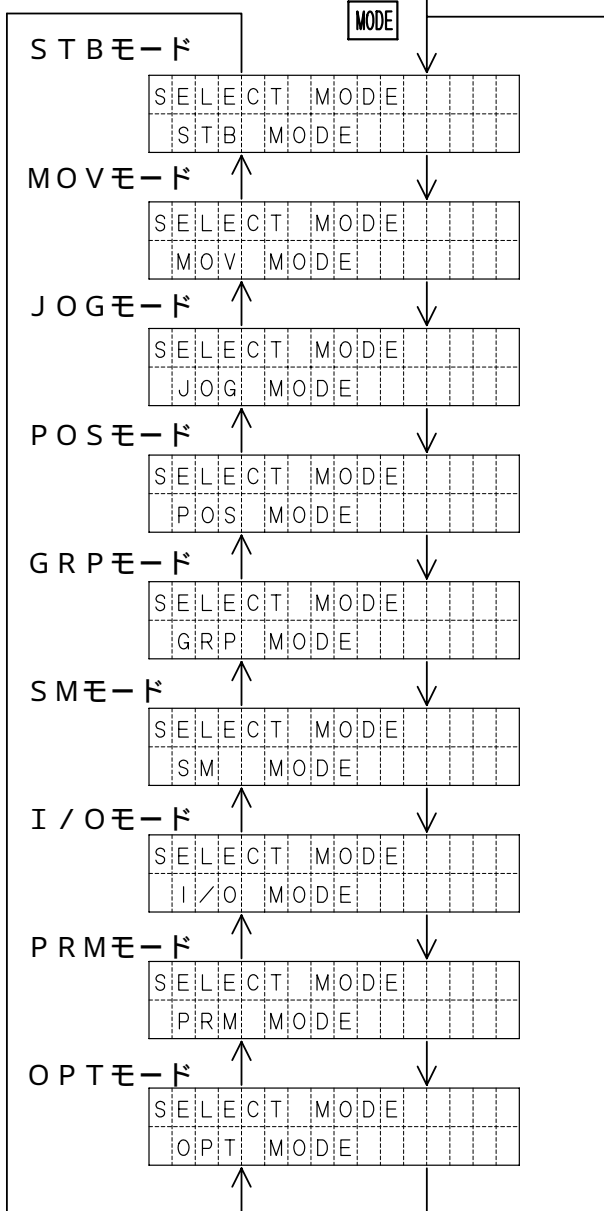 MODE
STBモード
SELECT MODE
STB MODE
MOVモード
SELECT MODE
MOV MODE
JOGモード
SELECT MODE
JOG MODE
POSモード
SELECT MODE
POS MODE
GRPモード
SELECT MODE
GRP MODE
SMモード
SELECT MODE
SM MODE
I/Oモード
SELECT MODE
I/O MODE
PRMモード
SELECT MODE
PRM MODE
OPTモード
SELECT MODE
OPT MODE